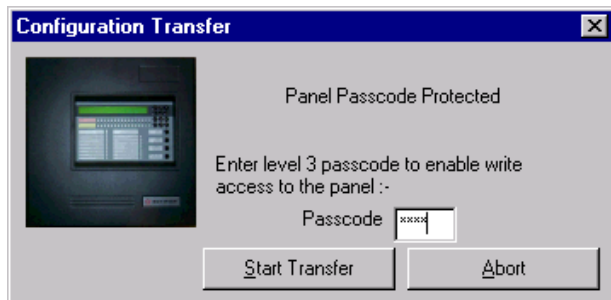 Configuration Transfer
Panel Passcode Protected
Enter level 3 passcode to enable write
access to the panel :-
Passcode ****
Start Transfer
Abort